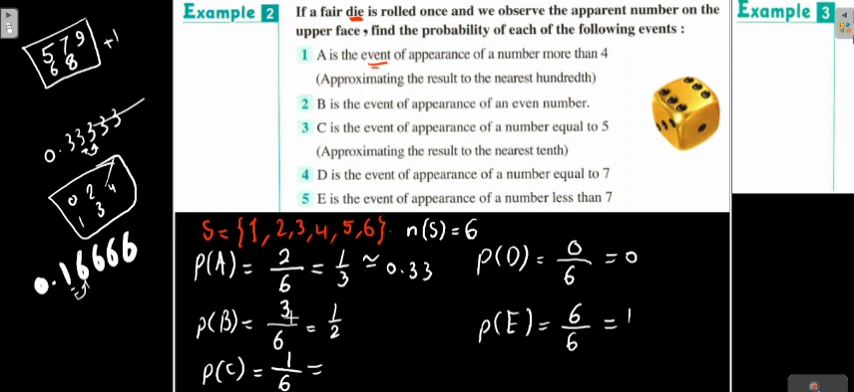 Example 2
If a fair die is rolled once and we observe the apparent number on the
upper face, find the probability of each of the following events :
1 A is the event of appearance of a number more than 4
(Approximating the result to the nearest hundredth)
2 B is the event of appearance of an even number.
3 C is the event of appearance of a number equal to 5
(Approximating the result to the nearest tenth)
4 D is the event of appearance of a number equal to 7
5 E is the event of appearance of a number less than 7
Example 3
5 7 9 +1
6 8
0.33333
0 2 4
1 3
0.16666
S = {1,2,3,4,5,6} n(S) = 6
P(A) = 2/6 = 1/3 ≃ 0.33
P(B) = 3/6 = 1/2
P(C) = 1/6 =
P(D) = 0/6 = 0
P(E) = 6/6 = 1